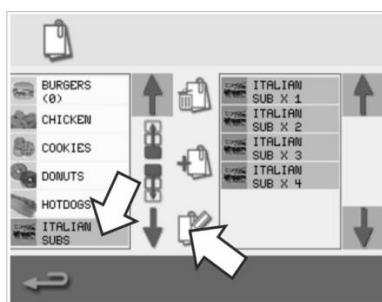 BURGERS
(0)
CHICKEN
COOKIES
DONUTS
HOTDOGS
ITALIAN
SUBS
ITALIAN
SUB X 1
ITALIAN
SUB X 2
ITALIAN
SUB X 3
ITALIAN
SUB X 4